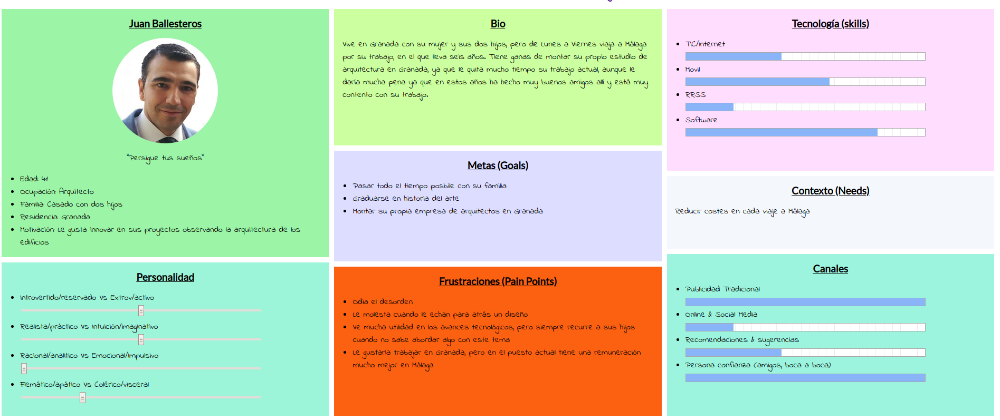 Juan Ballesteros
"Persigue tus sueños"
Edad: 41
Ocupación: Arquitecto
Familia: Casado con dos hijos
Residencia: Granada
Motivación: Le gusta innovar en sus proyectos observando la arquitectura de los
edificios
Personalidad
Introvertido/reservado Vs Extrov/activo
Realista/práctico Vs Intuición/imaginativo
Racional/analitico Vs Emocional/impulsivo
Flemático/apático Vs Colérico/visceral
Bio
Vive en Granada con su mujer y sus dos hijos, pero de Lunes a Viernes viaja a Málaga
por su trabajo, en el que lleva seis años. Tiene ganas de montar su propio estudio de
arquitectura en Granada, ya que le quita mucho tiempo su trabajo actual, aunque le
daría mucha pena ya que en estos años ha hecho muy buenos amigos allí y está muy
contento con su trabajo.
Metas (Goals)
Pasar todo el tiempo posbile con su familia
Graduarse en historia del arte
Montar su propia empresa de arquitectos en Granada
Frustraciones (Pain Points)
Odia el desorden
Le molesta cuando le echan para atrás un diseño
Ve mucha utilidad en los avances tecnológicos, pero siempre recurre a sus hijos
cuando no sabe abordar algo con este tema
Le gustaría trabajar en Granada, pero en el puesto actual tiene una remuneración
mucho mejor en Málaga
Tecnología (skills)
TIC/Internet
Movil
RRSS
Software
Contexto (Needs)
Reducir costes en cada viaje a Málaga
Canales
Publicidad Tradicional
Online & Social Media
Recomendaciones & sugerencias
Persona confianza (amigos, boca a boca)